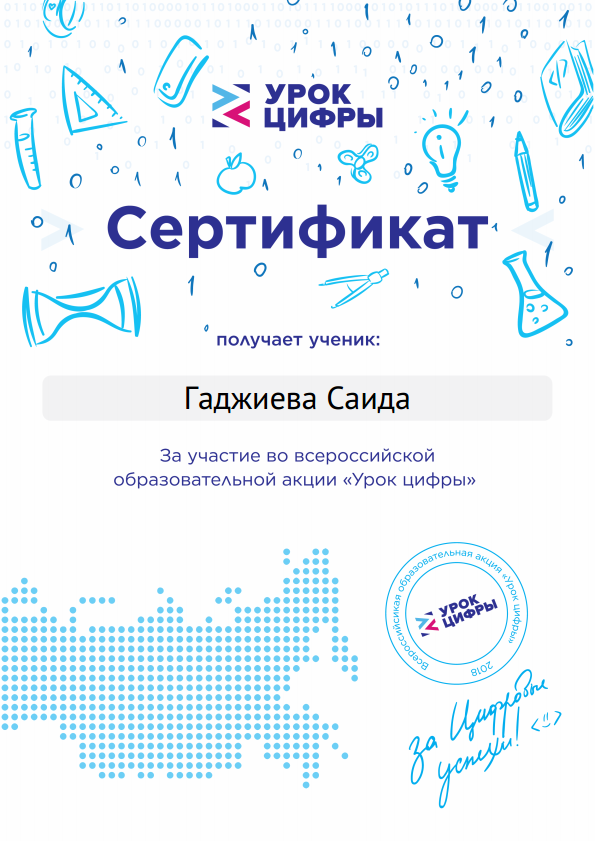 УРОК
ЦИФРЫ
Сертификат
получает ученик:
Гаджиева Саида
За участие во всероссийской
образовательной акции «Урок цифры»
Всероссийская образовательная акция «Урок цифры»
2018
УРОК
ЦИФРЫ
за Цифровые
успехи! <!!>